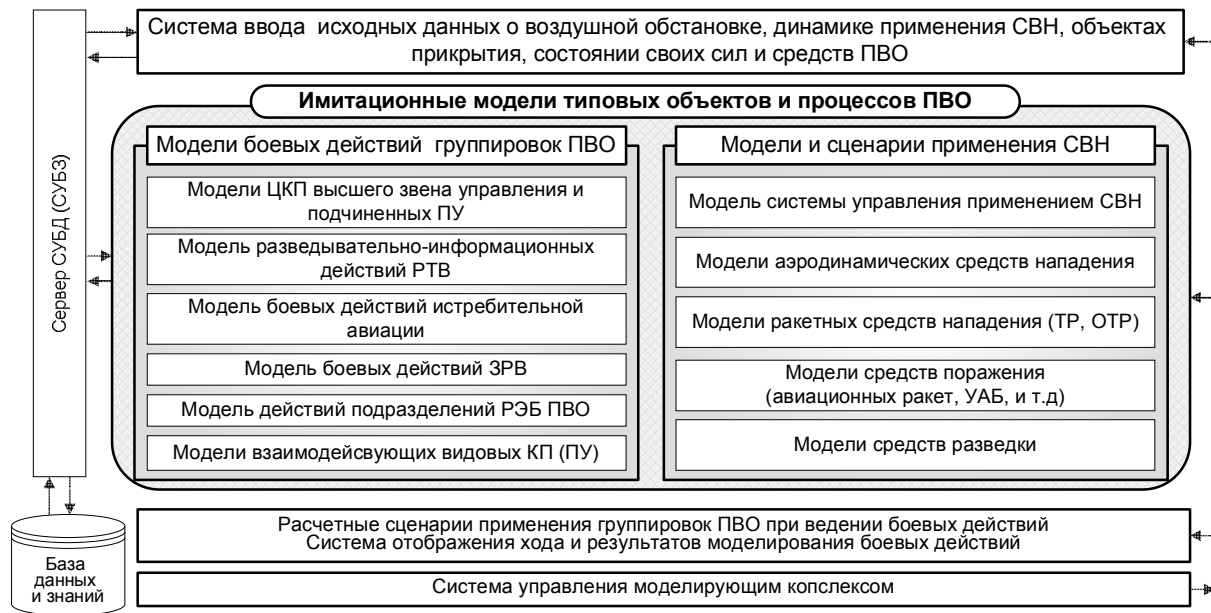 Система ввода исходных данных о воздушной обстановке, динамике применения СВН, объектах
прикрытия, состоянии своих сил и средств ПВО
Имитационные модели типовых объектов и процессов ПВО
Сервер СУБД (СУБЗ)
Модели боевых действий группировок ПВО
Модели ЦКП высшего звена управления и
подчиненных ПУ
Модель разведывательно-информационных
действий РТВ
Модель боевых действий истребительной
авиации
Модель боевых действий ЗРВ
Модель действий подразделений РЭБ ПВО
Модели взаимодейсвующих видовых КП (ПУ)
Модели и сценарии применения СВН
Модель системы управления применением СВН
Модели аэродинамических средств нападения
Модели ракетных средств нападения (ТР, ОТР)
Модели средств поражения
(авиационных ракет, УАБ, и т.д)
Модели средств разведки
База
данных
и знаний
Расчетные сценарии применения группировок ПВО при ведении боевых действий
Система отображения хода и результатов моделирования боевых действий
Система управления моделирующим копслексом